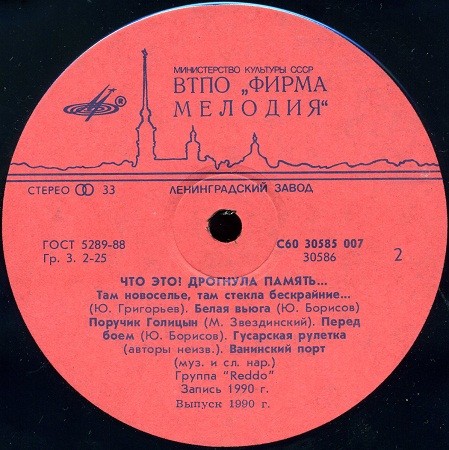 МИНИСТЕРСТВО КУЛЬТУРЫ СССР
ВТПО „ФИРМА
МЕЛОДИЯ“
®
СТЕРЕО 33
ЛЕНИНГРАДСКИЙ ЗАВОД
ГОСТ 5289-88
С60 30585 007
Гр. 3. 2-25
30586
2
ЧТО ЭТО! ДРОГНУЛА ПАМЯТЬ...
Там новоселье, там стекла бескрайние...
(Ю. Григорьев). Белая вьюга (Ю. Борисов)
Поручик Голицын (М. Звездинский). Перед
боем (Ю. Борисов). Гусарская рулетка
(авторы неизв.). Ванинский порт
(муз. и сл. нар.)
Группа "Reddo"
Запись 1990 г.
Выпуск 1990 г.